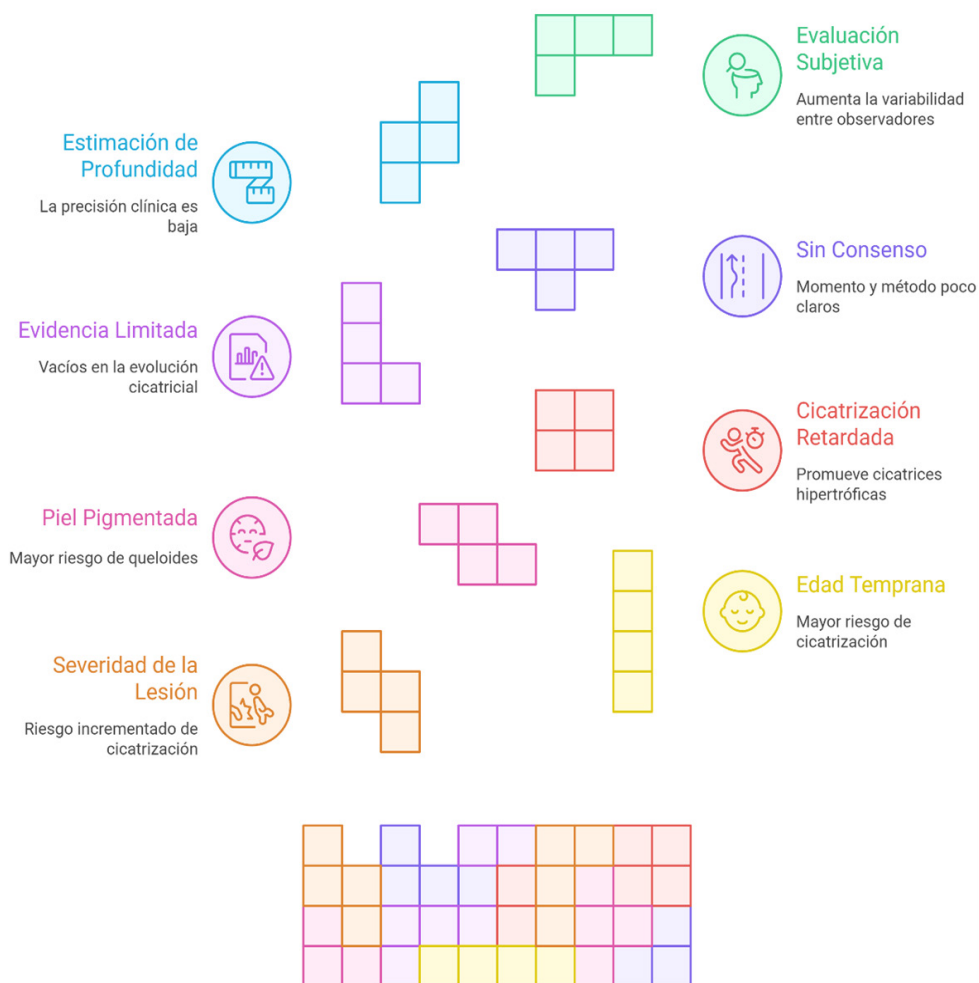 Evaluación
Subjetiva
Aumenta la variabilidad
entre observadores
Estimación de
Profundidad
La precisión clínica es
baja
Sin Consenso
Momento y método poco
claros
Evidencia Limitada
Vacíos en la evolución
cicatricial
Cicatrización
Retardada
Promueve cicatrices
hipertróficas
Piel Pigmentada
Mayor riesgo de queloides
Edad Temprana
Mayor riesgo de
cicatrización
Severidad de la
Lesión
Riesgo incrementado de
cicatrización